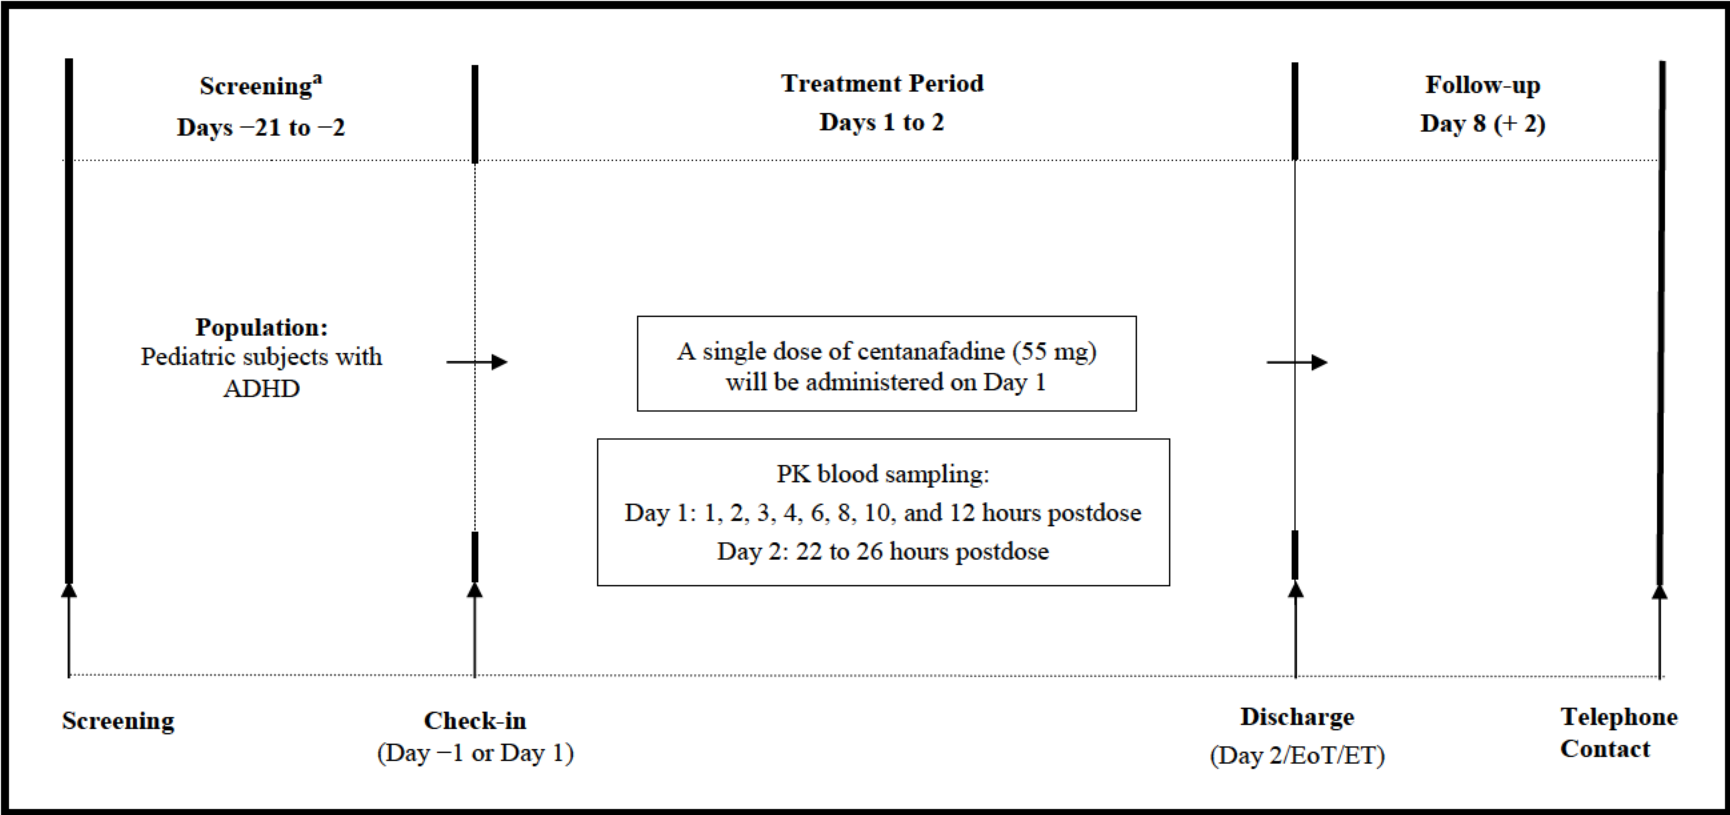 Screeningᵃ
Days −21 to −2
Treatment Period
Days 1 to 2
Follow-up
Day 8 (+ 2)
Population:
Pediatric subjects with
ADHD
A single dose of centanafadine (55 mg)
will be administered on Day 1
PK blood sampling:
Day 1: 1, 2, 3, 4, 6, 8, 10, and 12 hours postdose
Day 2: 22 to 26 hours postdose
Screening
Check-in
(Day −1 or Day 1)
Discharge
(Day 2/EoT/ET)
Telephone
Contact